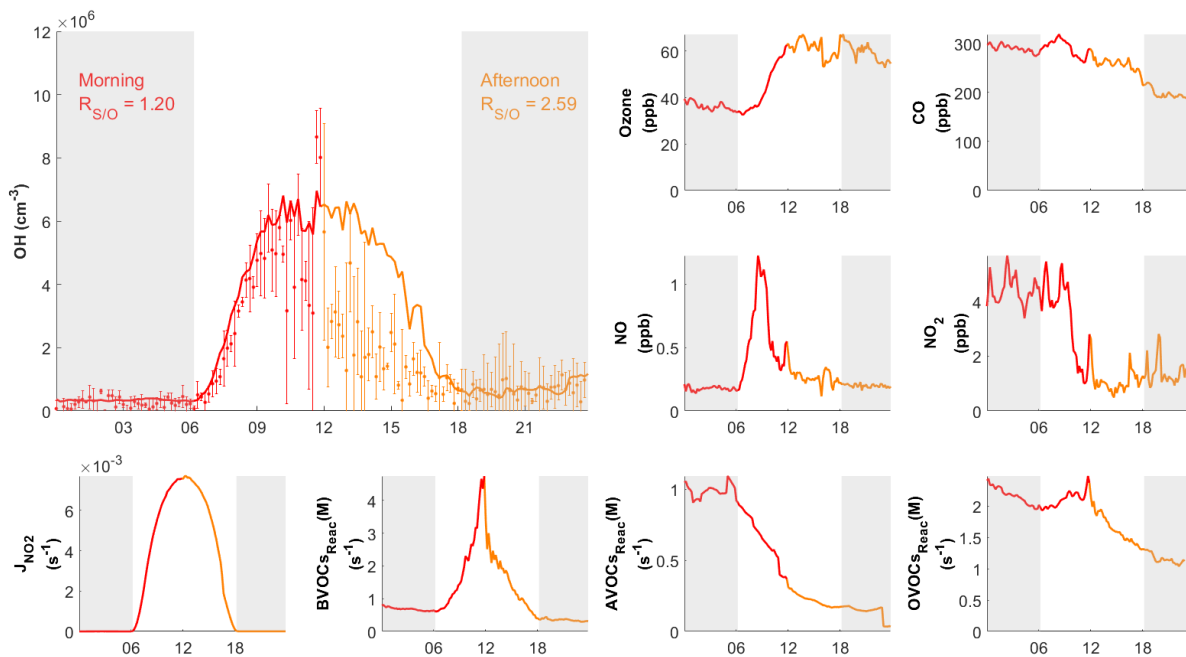 ×10⁶
12
10
8
6
4
2
0
OH (cm⁻³)
Morning
R_S/O = 1.20
Afternoon
R_S/O = 2.59
03 06 09 12 15 18 21
Ozone
(ppb)
60
40
20
0
06 12 18
CO
(ppb)
300
200
100
0
06 12 18
NO
(ppb)
1
0.5
0
06 12 18
NO₂
(ppb)
4
2
0
06 12 18
×10⁻³
J_NO2
(s⁻¹)
6
4
2
0
06 12 18
BVOCs_Reac(M)
(s⁻¹)
4
3
2
1
0
06 12 18
AVOCs_Reac(M)
(s⁻¹)
1
0.5
0
06 12 18
OVOCs_Reac(M)
(s⁻¹)
2
1.5
1
0.5
0
06 12 18